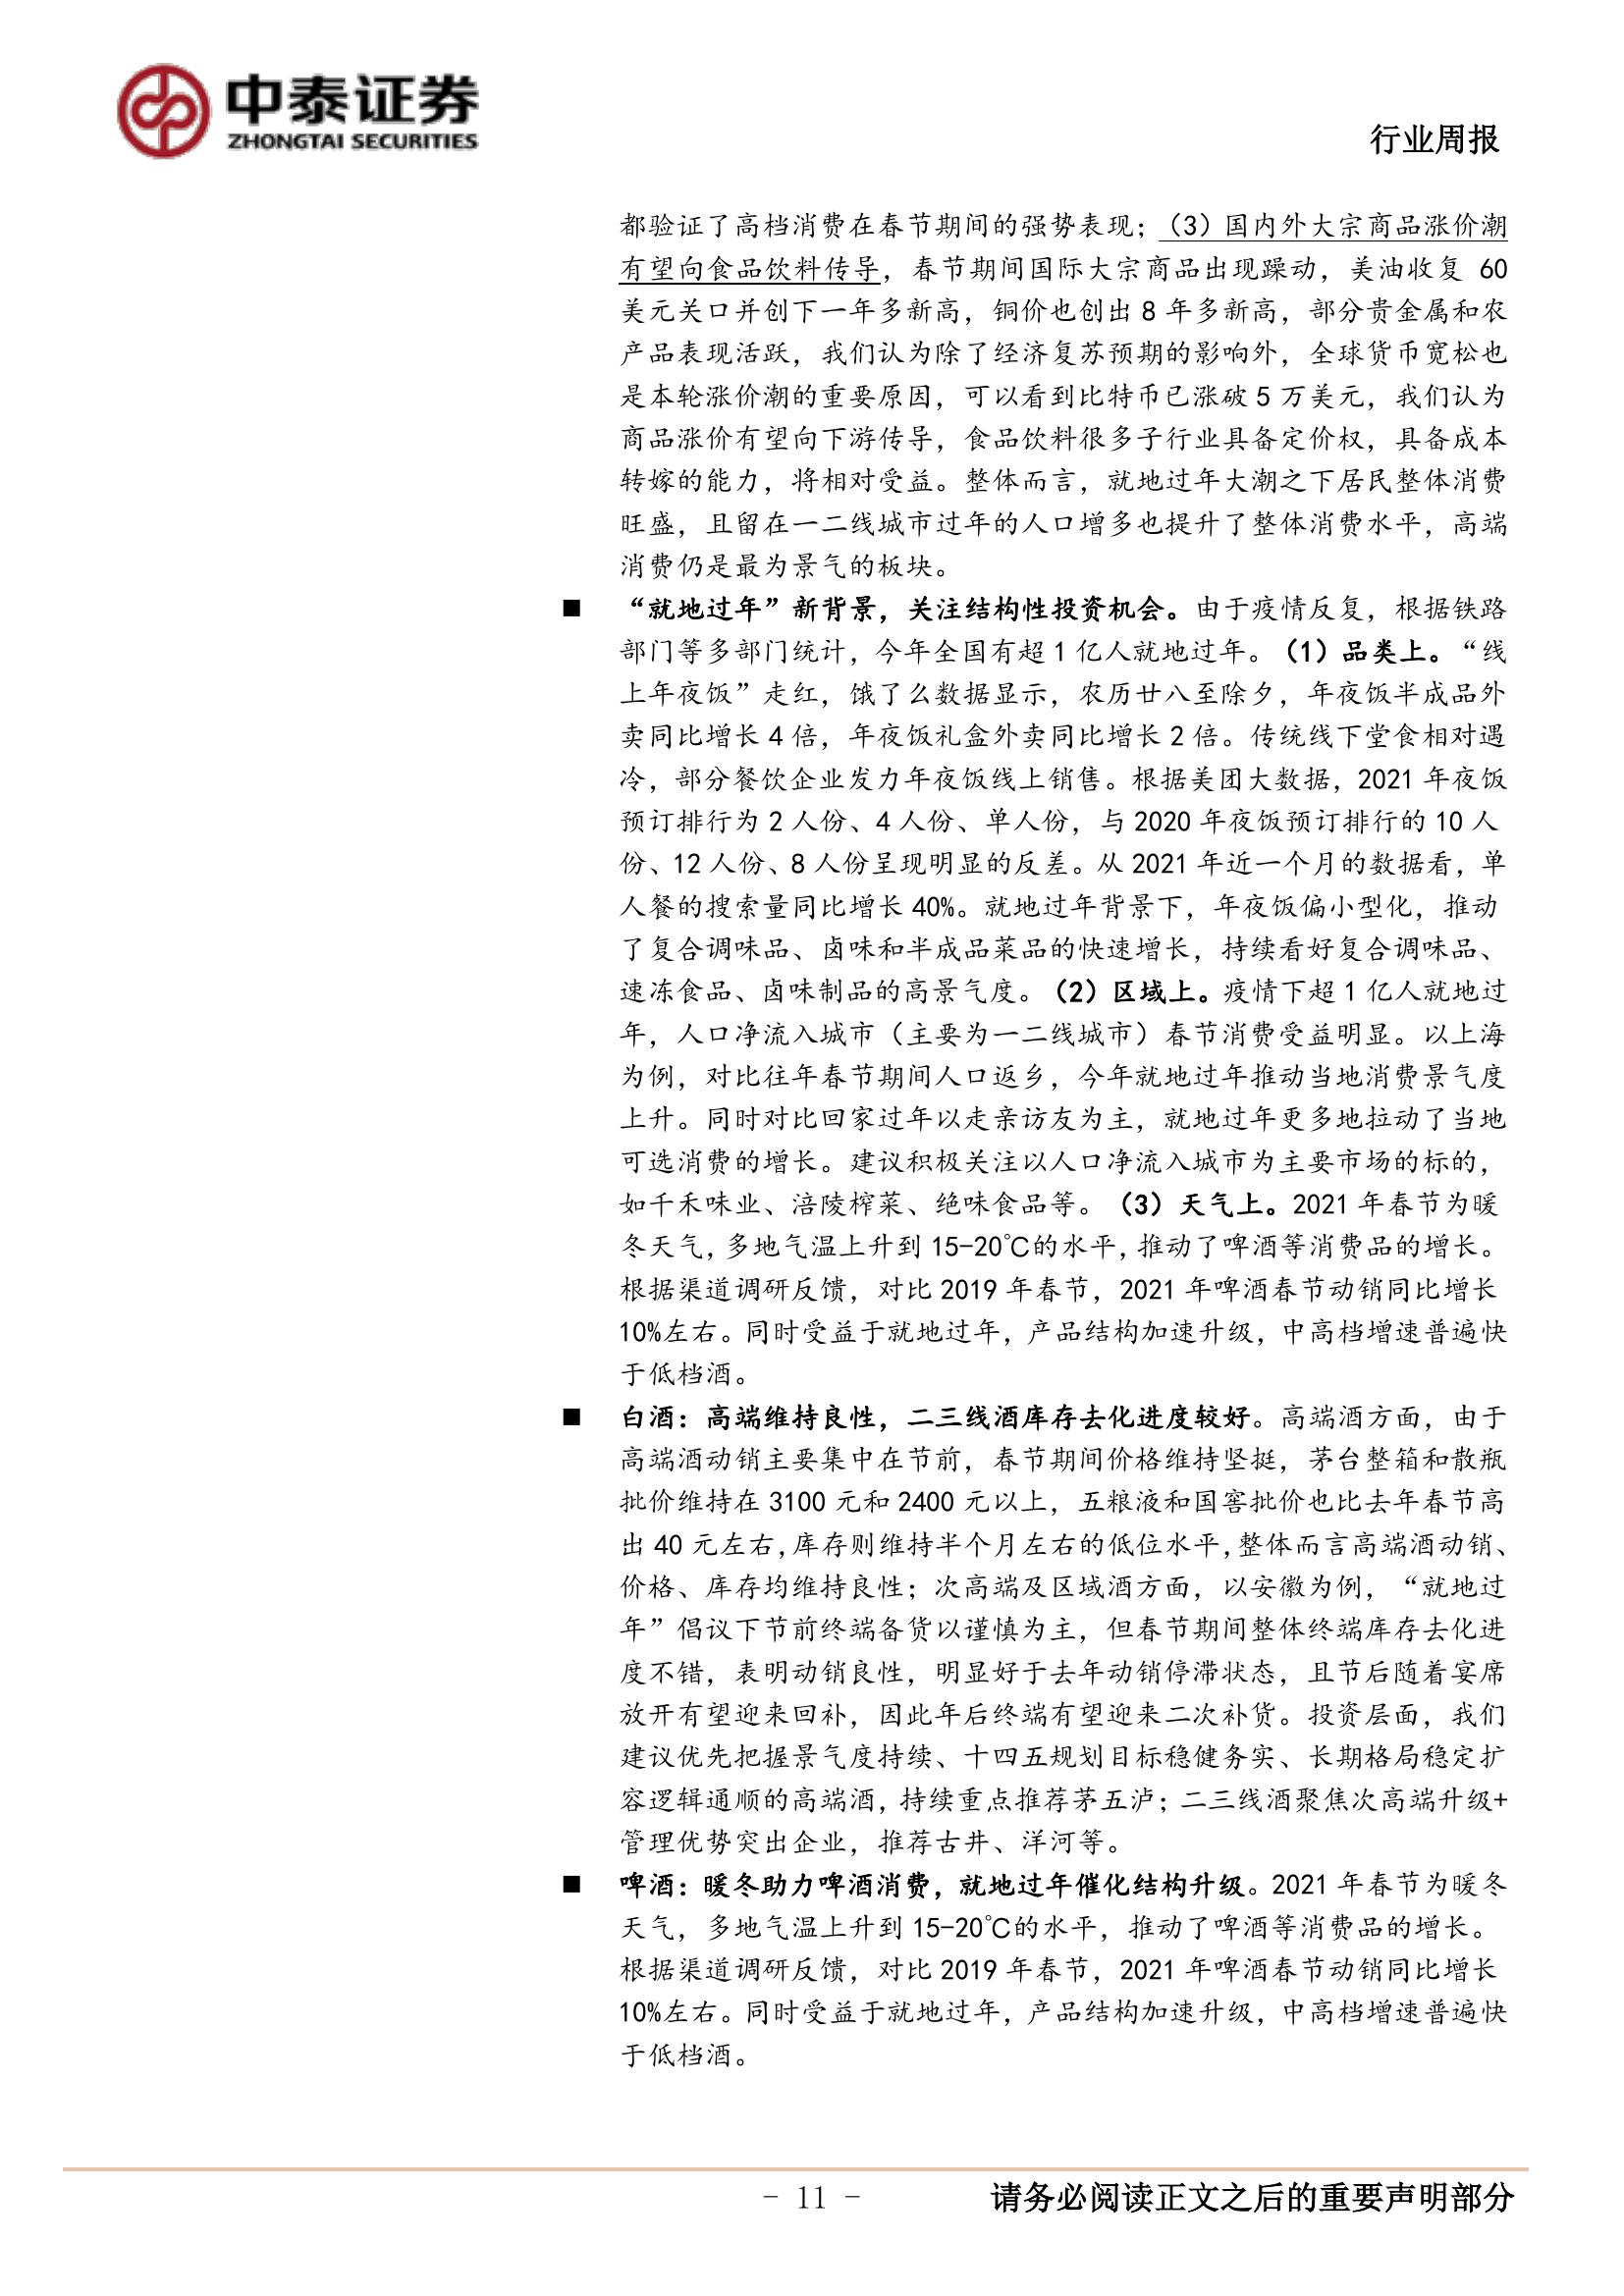 中泰证券
ZHONGTAI SECURITIES
行业周报
都验证了高档消费在春节期间的强势表现；（3）国内外大宗商品涨价潮
有望向食品饮料传导，春节期间国际大宗商品出现躁动，美油收复 60
美元关口并创下一年多新高，铜价也创出 8 年多新高，部分贵金属和农
产品表现活跃，我们认为除了经济复苏预期的影响外，全球货币宽松也
是本轮涨价潮的重要原因，可以看到比特币已涨破 5 万美元，我们认为
商品涨价有望向下游传导，食品饮料很多子行业具备定价权，具备成本
转嫁的能力，将相对受益。整体而言，就地过年大潮之下居民整体消费
旺盛，且留在一二线城市过年的人口增多也提升了整体消费水平，高端
消费仍是最为景气的板块。
■ “就地过年”新背景，关注结构性投资机会。由于疫情反复，根据铁路
部门等多部门统计，今年全国有超 1 亿人就地过年。（1）品类上。“线
上年夜饭”走红，饿了么数据显示，农历廿八至除夕，年夜饭半成品外
卖同比增长 4 倍，年夜饭礼盒外卖同比增长 2 倍。传统线下堂食相对遇
冷，部分餐饮企业发力年夜饭线上销售。根据美团大数据，2021 年夜饭
预订排行为 2 人份、4 人份、单人份，与 2020 年夜饭预订排行的 10 人
份、12 人份、8 人份呈现明显的反差。从 2021 年近一个月的数据看，单
人餐的搜索量同比增长 40%。就地过年背景下，年夜饭偏小型化，推动
了复合调味品、卤味和半成品菜品的快速增长，持续看好复合调味品、
速冻食品、卤味制品的高景气度。（2）区域上。疫情下超 1 亿人就地过
年，人口净流入城市（主要为一二线城市）春节消费受益明显。以上海
为例，对比往年春节期间人口返乡，今年就地过年推动当地消费景气度
上升。同时对比回家过年以走亲访友为主，就地过年更多地拉动了当地
可选消费的增长。建议积极关注以人口净流入城市为主要市场的标的，
如千禾味业、涪陵榨菜、绝味食品等。（3）天气上。2021 年春节为暖
冬天气，多地气温上升到 15-20℃的水平，推动了啤酒等消费品的增长。
根据渠道调研反馈，对比 2019 年春节，2021 年啤酒春节动销同比增长
10%左右。同时受益于就地过年，产品结构加速升级，中高档增速普遍快
于低档酒。
■ 白酒：高端维持良性，二三线酒库存去化进度较好。高端酒方面，由于
高端酒动销主要集中在节前，春节期间价格维持坚挺，茅台整箱和散瓶
批价维持在 3100 元和 2400 元以上，五粮液和国窖批价也比去年春节高
出 40 元左右，库存则维持半个月左右的低位水平，整体而言高端酒动销、
价格、库存均维持良性；次高端及区域酒方面，以安徽为例，“就地过
年”倡议下节前终端备货以谨慎为主，但春节期间整体终端库存去化进
度不错，表明动销良性，明显好于去年动销停滞状态，且节后随着宴席
放开有望迎来回补，因此年后终端有望迎来二次补货。投资层面，我们
建议优先把握景气度持续、十四五规划目标稳健务实、长期格局稳定扩
容逻辑通顺的高端酒，持续重点推荐茅五泸；二三线酒聚焦次高端升级+
管理优势突出企业，推荐古井、洋河等。
■ 啤酒：暖冬助力啤酒消费，就地过年催化结构升级。2021 年春节为暖冬
天气，多地气温上升到 15-20℃的水平，推动了啤酒等消费品的增长。
根据渠道调研反馈，对比 2019 年春节，2021 年啤酒春节动销同比增长
10%左右。同时受益于就地过年，产品结构加速升级，中高档增速普遍快
于低档酒。
- 11 -
请务必阅读正文之后的重要声明部分